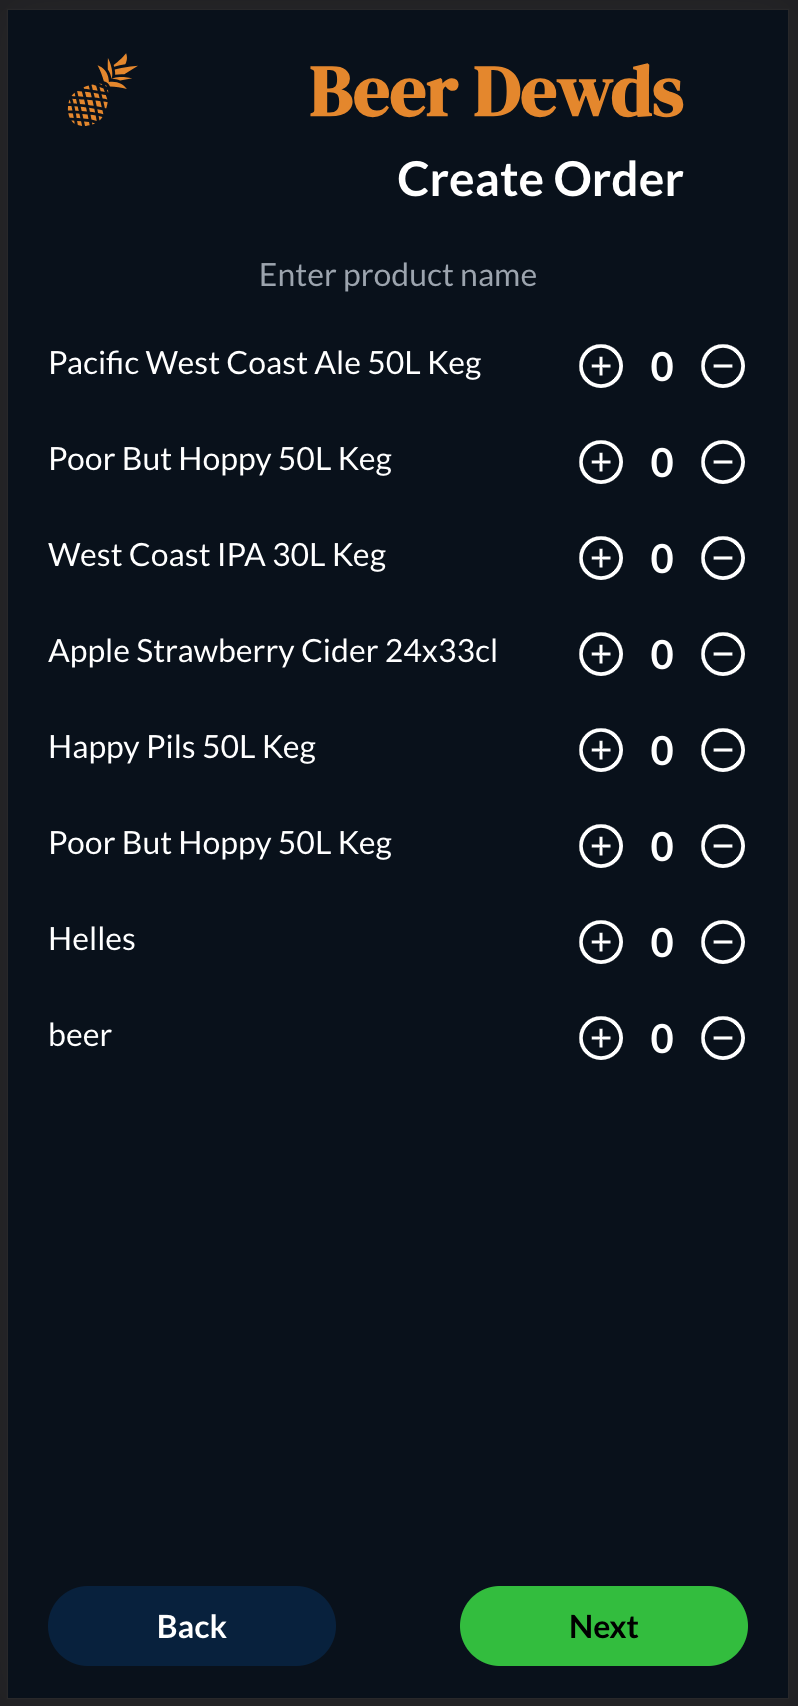 Beer Dewds
Create Order
Enter product name
Pacific West Coast Ale 50L Keg 0
Poor But Hoppy 50L Keg 0
West Coast IPA 30L Keg 0
Apple Strawberry Cider 24x33cl 0
Happy Pils 50L Keg 0
Poor But Hoppy 50L Keg 0
Helles 0
beer 0
Back Next